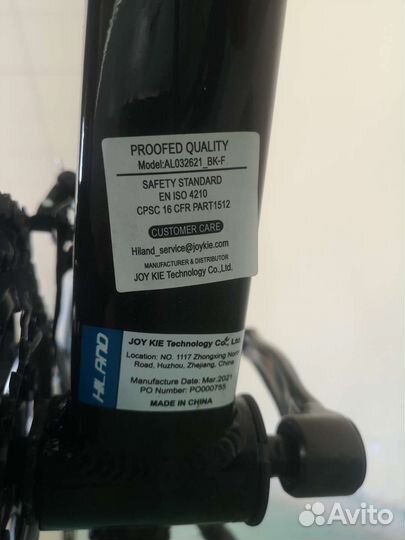 PROOFED QUALITY
Model:AL032621_BK-F
SAFETY STANDARD
EN ISO 4210
CPSC 16 CFR PART1512
CUSTOMER CARE
Hiland_service@joykie.com
MANUFACTURER & DISTRIBUTOR
JOY KIE Technology Co.,Ltd.
HILAND
JOY KIE Technology Co., Ltd
Location: NO. 1117 Zhongxing North
Road, Huzhou, Zhejiang, China
Manufacture Date: Mar.2021
PO Number: PO000755
MADE IN CHINA
Avito